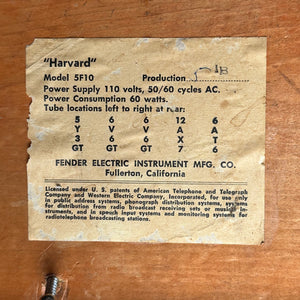 "Harvard"
Model 5F10 Production
Power Supply 110 volts, 50/60 cycles AC.
Power Consumption 60 watts.
Tube locations left to right at rear:
5 6 6 12 6
Y V V A A
3 6 6 X T
GT GT GT 7 6
FENDER ELECTRIC INSTRUMENT MFG. CO.
Fullerton, California
Licensed under U. S. patents of American Telephone and Telegraph
Company and Western Electric Company, Incorporated, for use only
in public address systems, phonograph distribution systems, systems
for distribution from radio broadcast receiving sets or musical in-
struments, and in speech input systems and monitoring systems for
radiotelephone broadcasting stations.